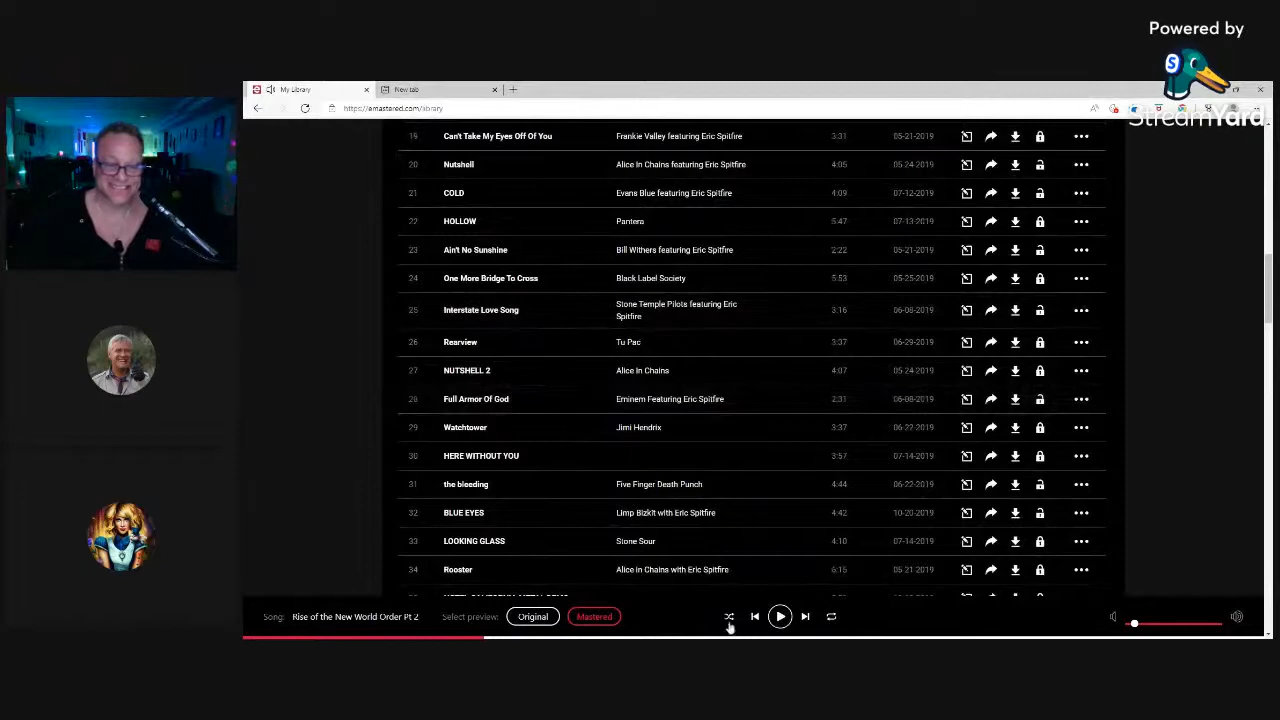 Powered by
StreamYard
My Library
New tab
https://emastered.com/library
19 Can't Take My Eyes Off Of You Frankie Valley featuring Eric Spitfire 3:31 05-21-2019
20 Nutshell Alice In Chains featuring Eric Spitfire 4:05 05-24-2019
21 COLD Evans Blue featuring Eric Spitfire 4:09 07-12-2019
22 HOLLOW Pantera 5:47 07-13-2019
23 Ain't No Sunshine Bill Withers featuring Eric Spitfire 2:22 05-21-2019
24 One More Bridge To Cross Black Label Society 5:53 05-25-2019
25 Interstate Love Song Stone Temple Pilots featuring Eric Spitfire 3:16 06-08-2019
26 Rearview Tu Pac 3:37 06-29-2019
27 NUTSHELL 2 Alice In Chains 4:07 05-24-2019
28 Full Armor Of God Eminem Featuring Eric Spitfire 2:31 06-08-2019
29 Watchtower Jimi Hendrix 3:37 06-22-2019
30 HERE WITHOUT YOU 3:57 07-14-2019
31 the bleeding Five Finger Death Punch 4:44 06-22-2019
32 BLUE EYES Limp Bizkit with Eric Spitfire 4:42 10-20-2019
33 LOOKING GLASS Stone Sour 4:10 07-14-2019
34 Rooster Alice in Chains with Eric Spitfire 6:15 05-21-2019
Song: Rise of the New World Order Pt 2 Select preview: Original Mastered